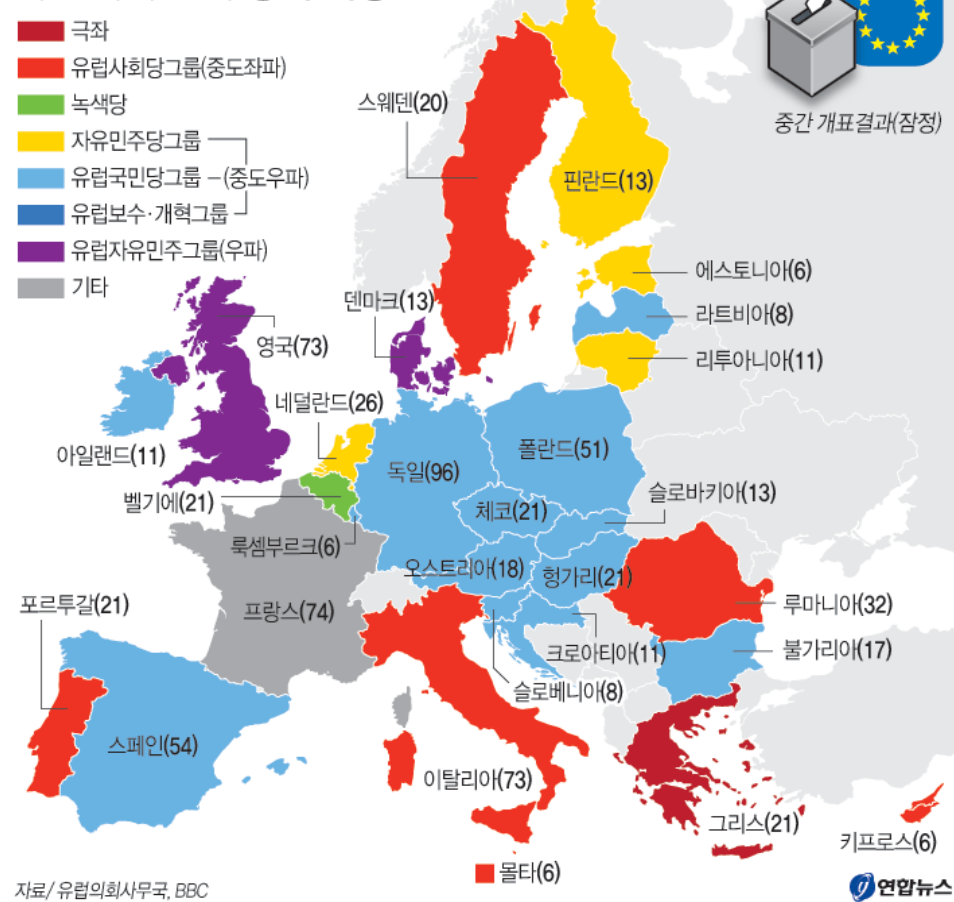 극좌
유럽사회당그룹(중도좌파)
녹색당
자유민주당그룹
유럽국민당그룹 –(중도우파)
유럽보수·개혁그룹
유럽자유민주그룹(우파)
기타
중간 개표결과(잠정)
스웨덴(20)
핀란드(13)
에스토니아(6)
덴마크(13)
라트비아(8)
영국(73)
리투아니아(11)
네덜란드(26)
아일랜드(11)
폴란드(51)
독일(96)
벨기에(21)
슬로바키아(13)
체코(21)
룩셈부르크(6)
오스트리아(18)
헝가리(21)
포르투갈(21)
프랑스(74)
루마니아(32)
크로아티아(11)
불가리아(17)
슬로베니아(8)
스페인(54)
이탈리아(73)
그리스(21)
키프로스(6)
몰타(6)
자료/ 유럽의회사무국, BBC
연합뉴스